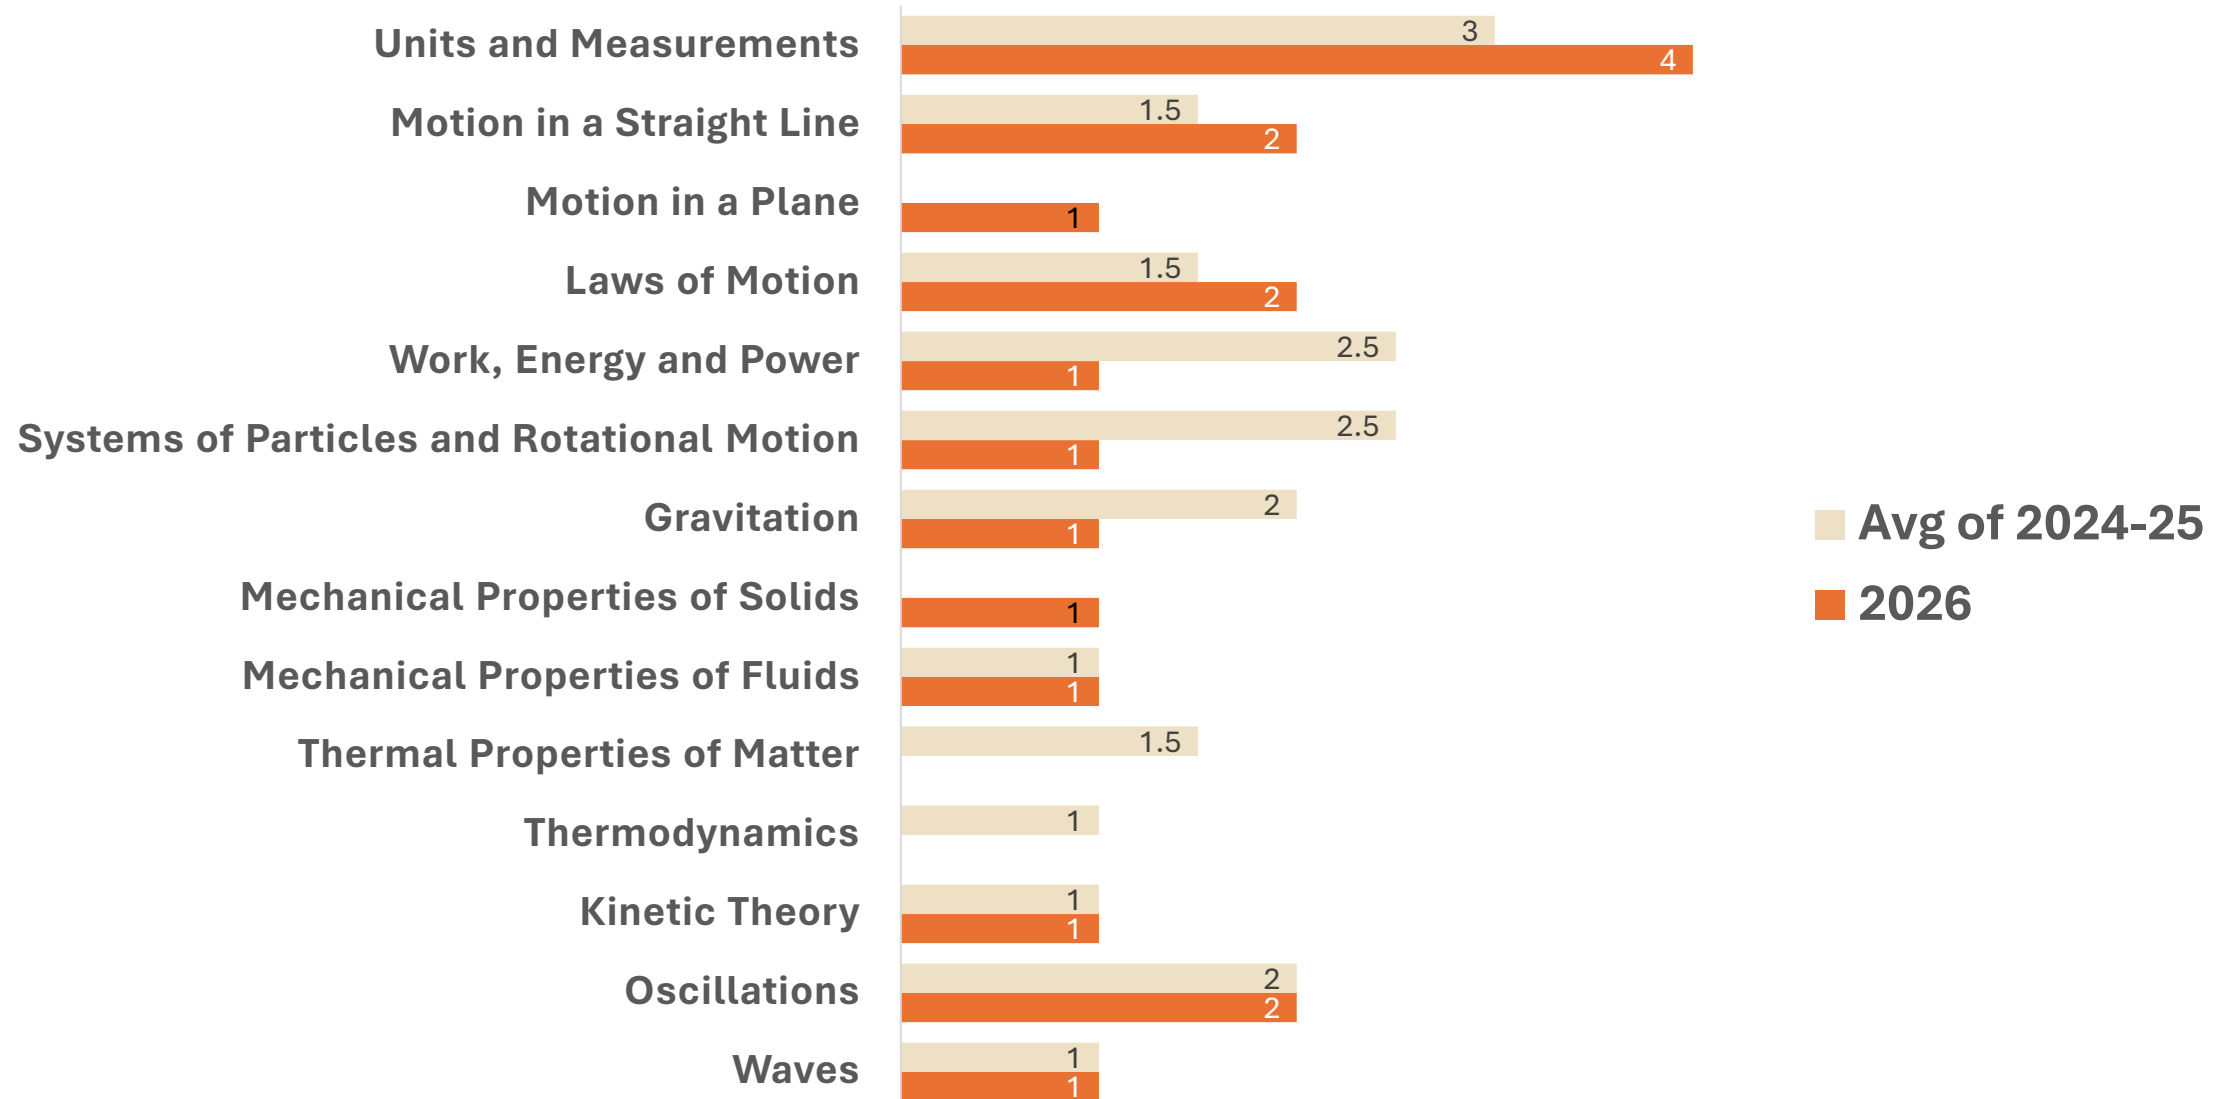 Units and Measurements
3
4
Motion in a Straight Line
1.5
2
Motion in a Plane
1
Laws of Motion
1.5
2
Work, Energy and Power
2.5
1
Systems of Particles and Rotational Motion
2.5
1
Gravitation
2
1
Mechanical Properties of Solids
1
Mechanical Properties of Fluids
1
1
Thermal Properties of Matter
1.5
Thermodynamics
1
Kinetic Theory
1
1
Oscillations
2
2
Waves
1
1
Avg of 2024-25
2026